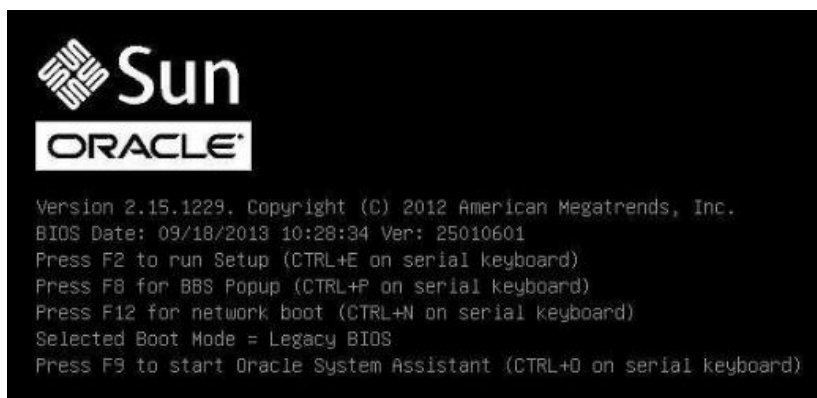 Sun
ORACLE
Version 2.15.1229. Copyright (C) 2012 American Megatrends, Inc.
BIOS Date: 09/18/2013 10:28:34 Ver: 25010601
Press F2 to run Setup (CTRL+E on serial keyboard)
Press F8 for BBS Popup (CTRL+P on serial keyboard)
Press F12 for network boot (CTRL+N on serial keyboard)
Selected Boot Mode = Legacy BIOS
Press F9 to start Oracle System Assistant (CTRL+O on serial keyboard)